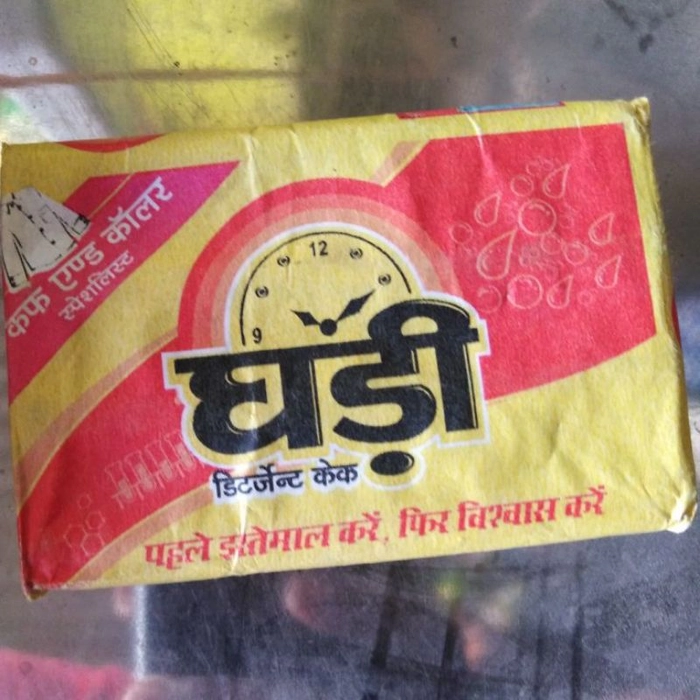 कफ एण्ड कॉलर
स्पेशलिस्ट
12
9
घड़ी
डिटर्जेन्ट केक
पहले इस्तेमाल करें, फिर विश्वास करें